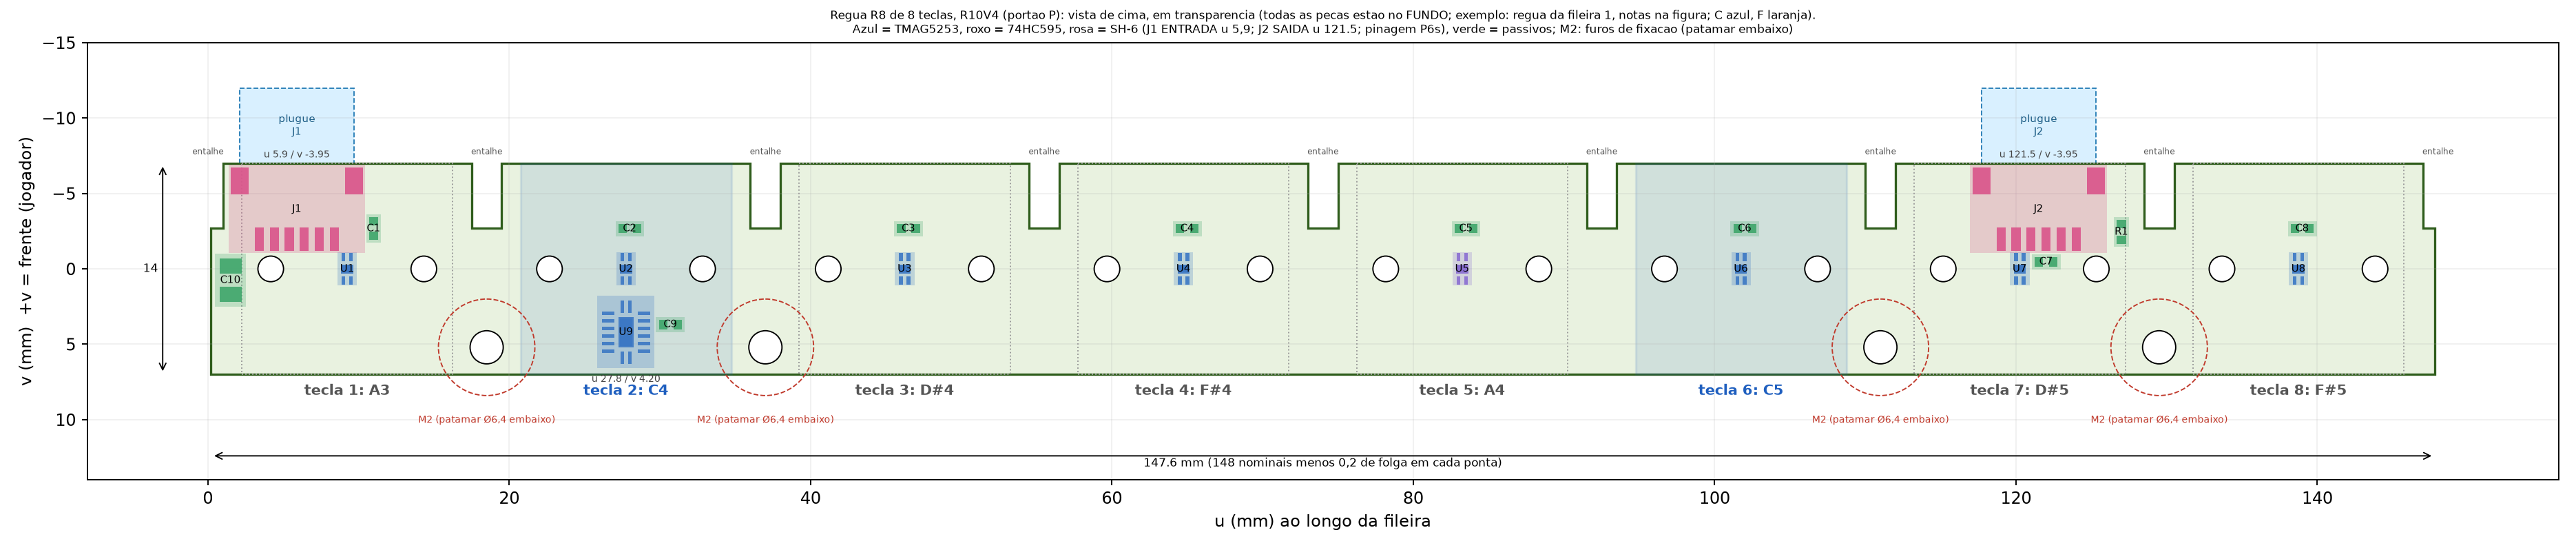 Regua R8 de 8 teclas, R10V4 (portao P): vista de cima, em transparencia (todas as pecas estao no FUNDO; exemplo: regua da fileira 1, notas na figura; C azul, F laranja).
Azul = TMAG5253, roxo = 74HC595, rosa = SH-6 (J1 ENTRADA u 5,9; J2 SAIDA u 121.5; pinagem P6s), verde = passivos; M2: furos de fixacao (patamar embaixo)
−15
−10
−5
0
5
10
v (mm) +v = frente (jogador)
plugue
J1
plugue
J2
u 5.9 / v -3.95
u 121.5 / v -3.95
entalhe
entalhe
entalhe
entalhe
entalhe
entalhe
entalhe
entalhe
entalhe
14
J1
C1
C2
C3
C4
C5
C6
J2
R1
C8
C10
U1
U2
U3
U4
U5
U6
U7
C7
U8
U9
C9
u 27.8 / v 4.20
tecla 1: A3
tecla 2: C4
tecla 3: D#4
tecla 4: F#4
tecla 5: A4
tecla 6: C5
tecla 7: D#5
tecla 8: F#5
M2 (patamar Ø6,4 embaixo)
M2 (patamar Ø6,4 embaixo)
M2 (patamar Ø6,4 embaixo)
M2 (patamar Ø6,4 embaixo)
147.6 mm (148 nominais menos 0,2 de folga em cada ponta)
0
20
40
60
80
100
120
140
u (mm) ao longo da fileira